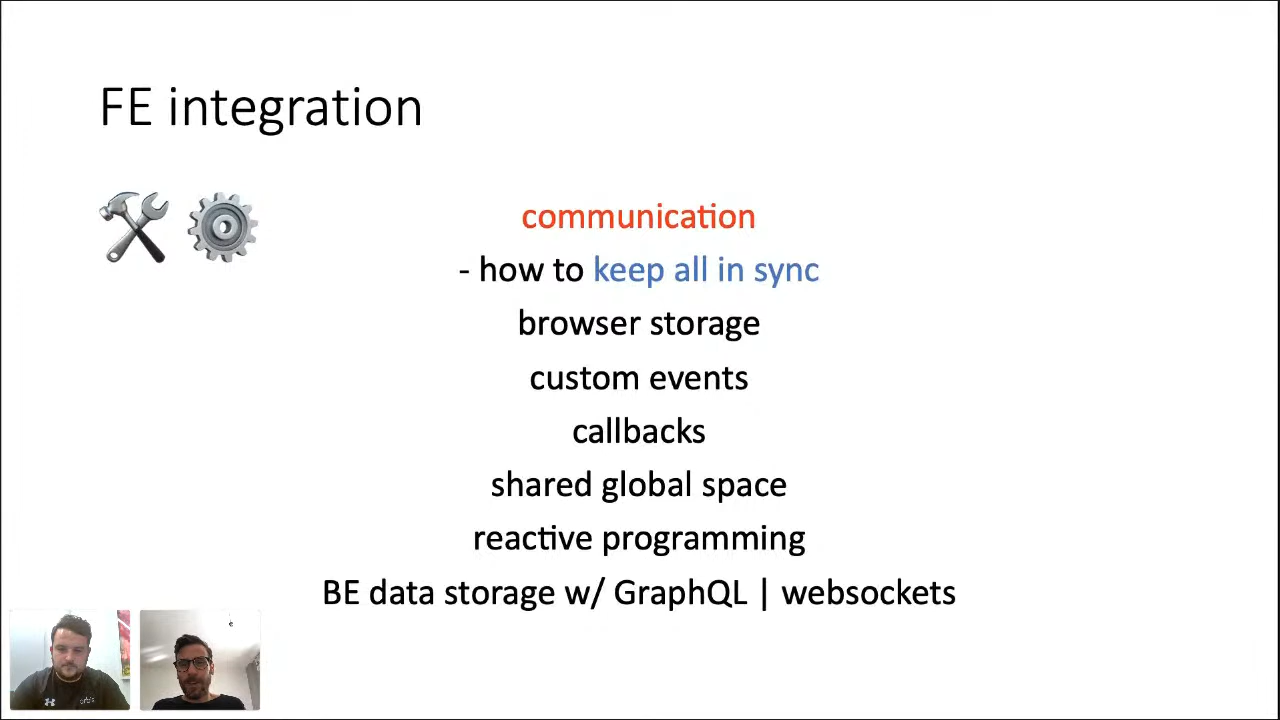 FE integration
communication
- how to keep all in sync
browser storage
custom events
callbacks
shared global space
reactive programming
BE data storage w/ GraphQL | websockets